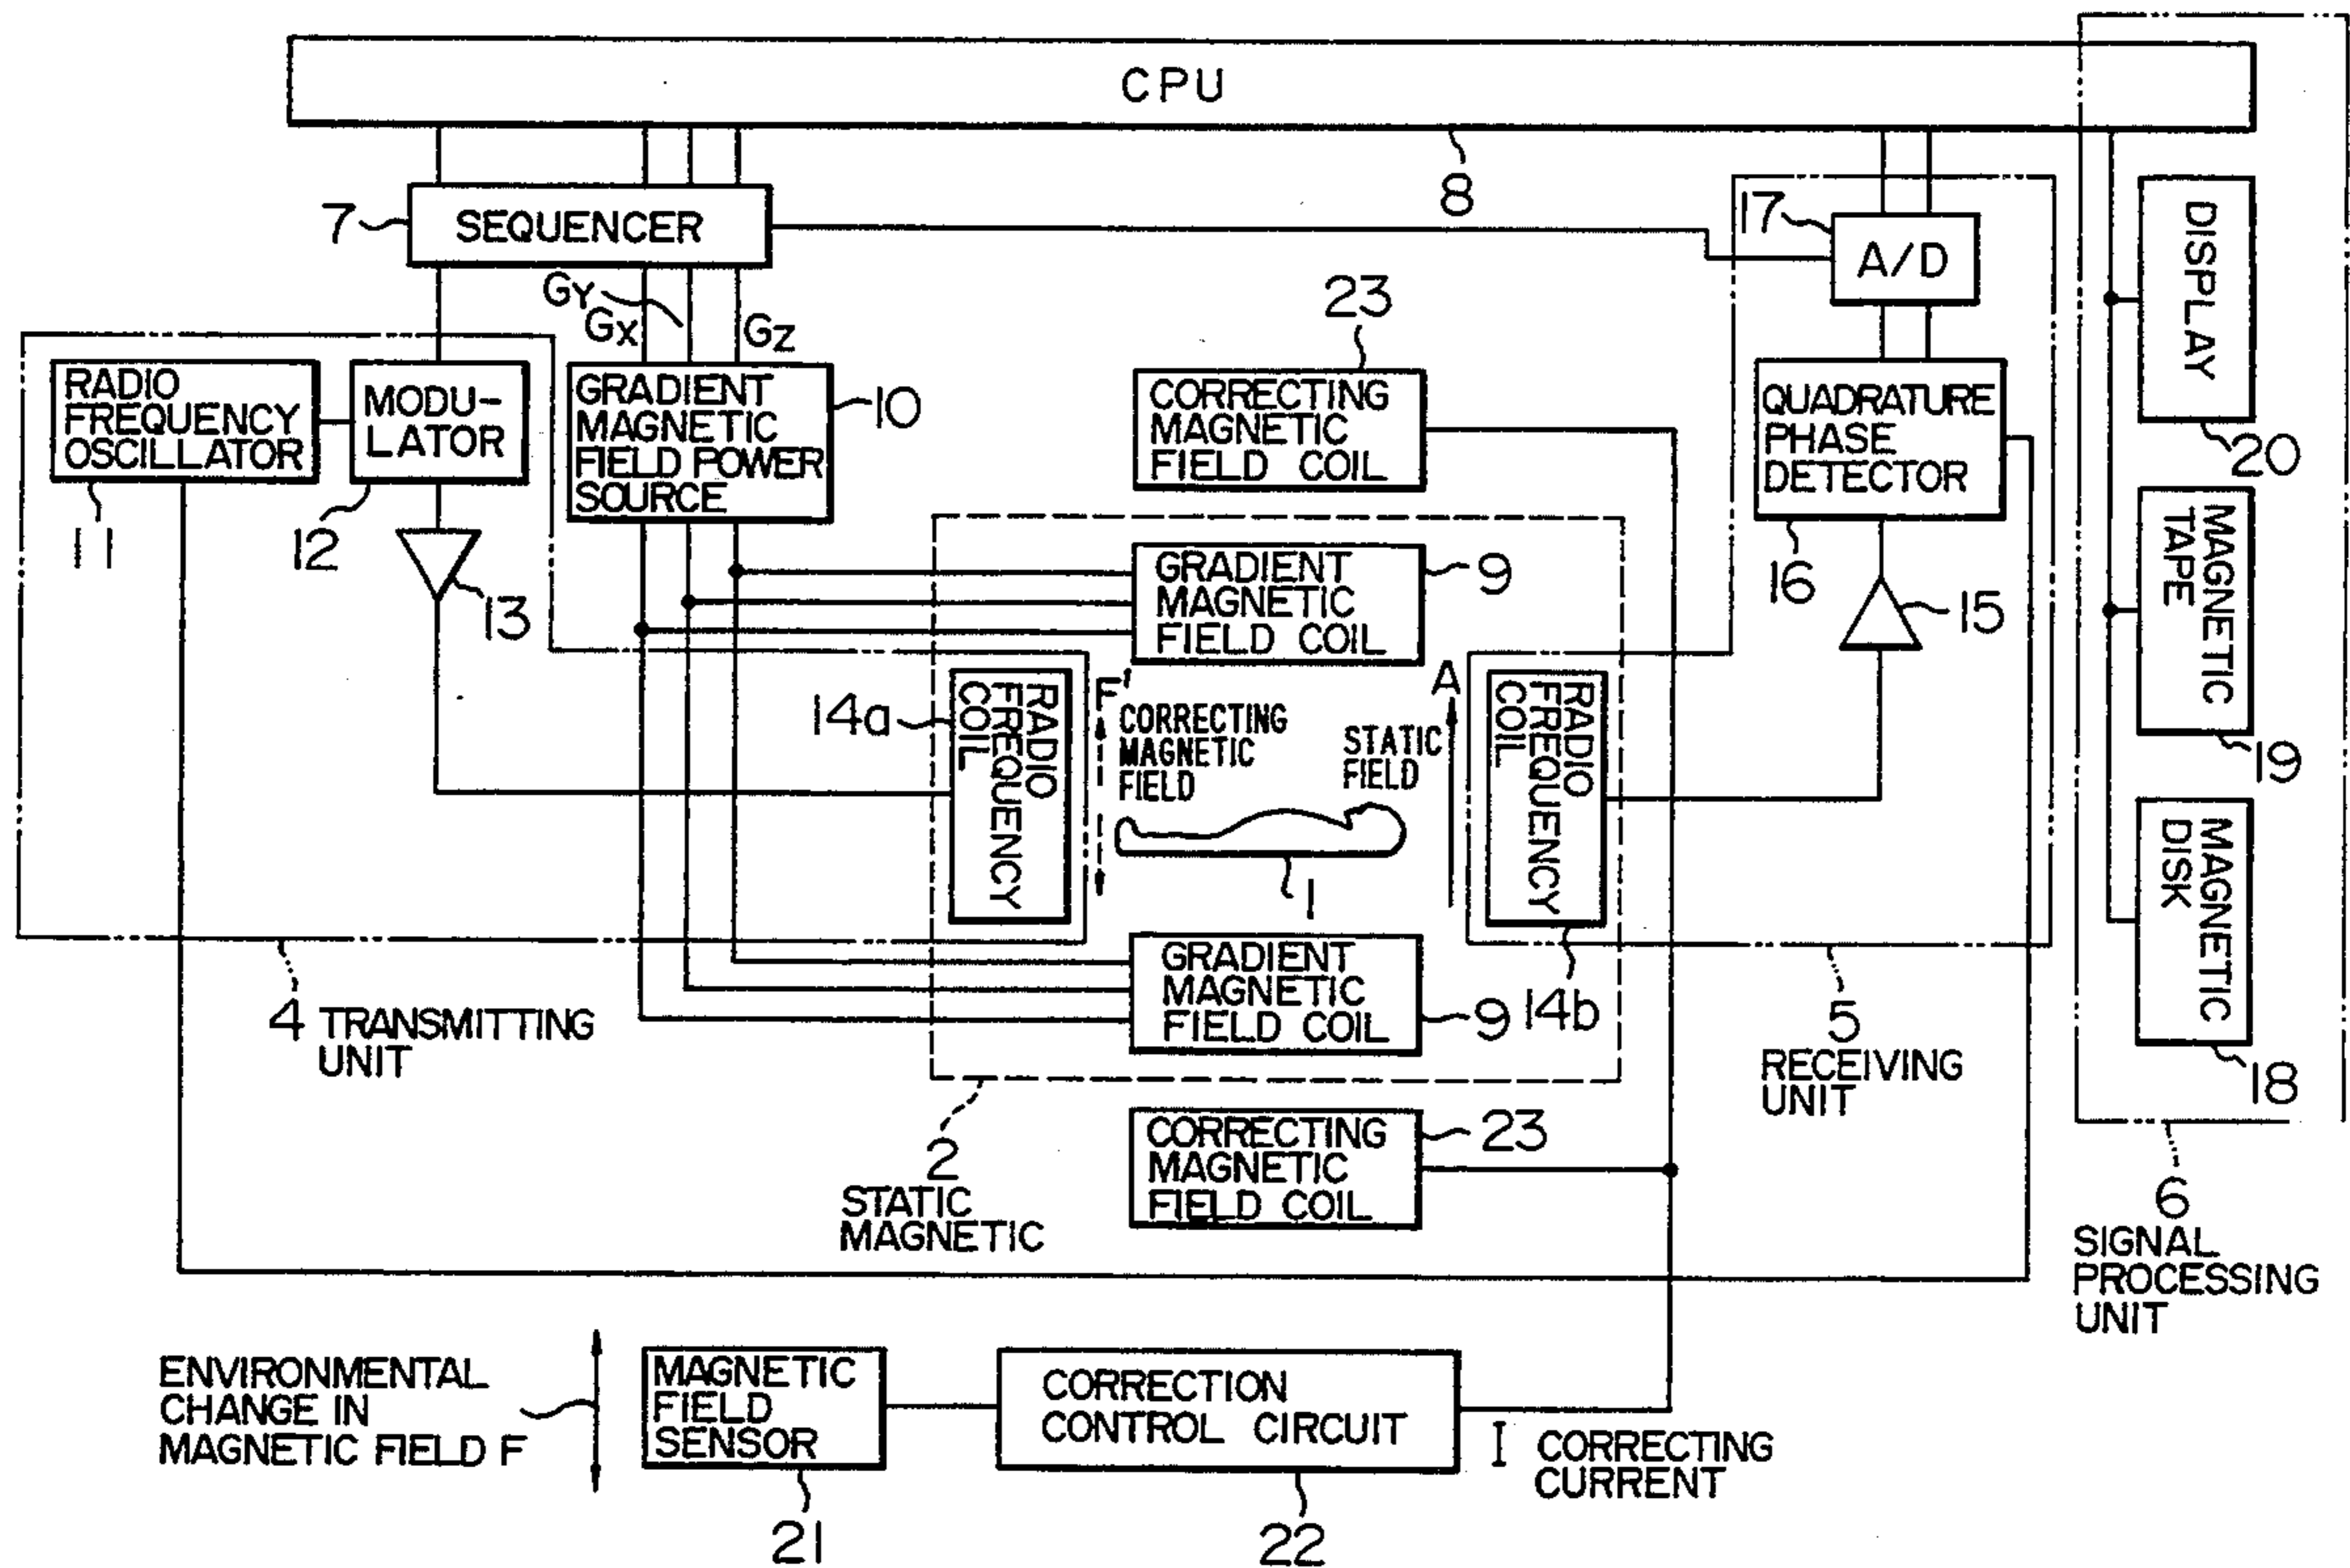 CPU
8
7
SEQUENCER
17
A/D
GY
GX
GZ
23
RADIO
FREQUENCY
OSCILLATOR
11
MODU-
LATOR
12
13
GRADIENT
MAGNETIC
FIELD POWER
SOURCE
10
CORRECTING
MAGNETIC
FIELD COIL
QUADRATURE
PHASE
DETECTOR
16
15
DISPLAY
20
MAGNETIC
TAPE
19
MAGNETIC
DISK
18
GRADIENT
MAGNETIC
FIELD COIL
9
14a
RADIO
FREQUENCY
COIL
F'
CORRECTING
MAGNETIC
FIELD
A
STATIC
FIELD
RADIO
FREQUENCY
COIL
14b
1
GRADIENT
MAGNETIC
FIELD COIL
9
4 TRANSMITTING
UNIT
5
RECEIVING
UNIT
2
STATIC
MAGNETIC
CORRECTING
MAGNETIC
FIELD COIL
23
6
SIGNAL
PROCESSING
UNIT
ENVIRONMENTAL
CHANGE IN
MAGNETIC FIELD F
MAGNETIC
FIELD
SENSOR
21
CORRECTION
CONTROL CIRCUIT
22
I CORRECTING
CURRENT